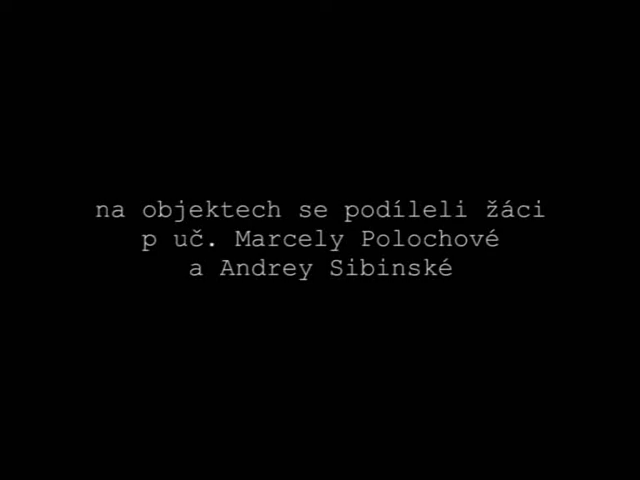 na objektech se podíleli žáci
p uč. Marcely Polochové
a Andrey Sibinské